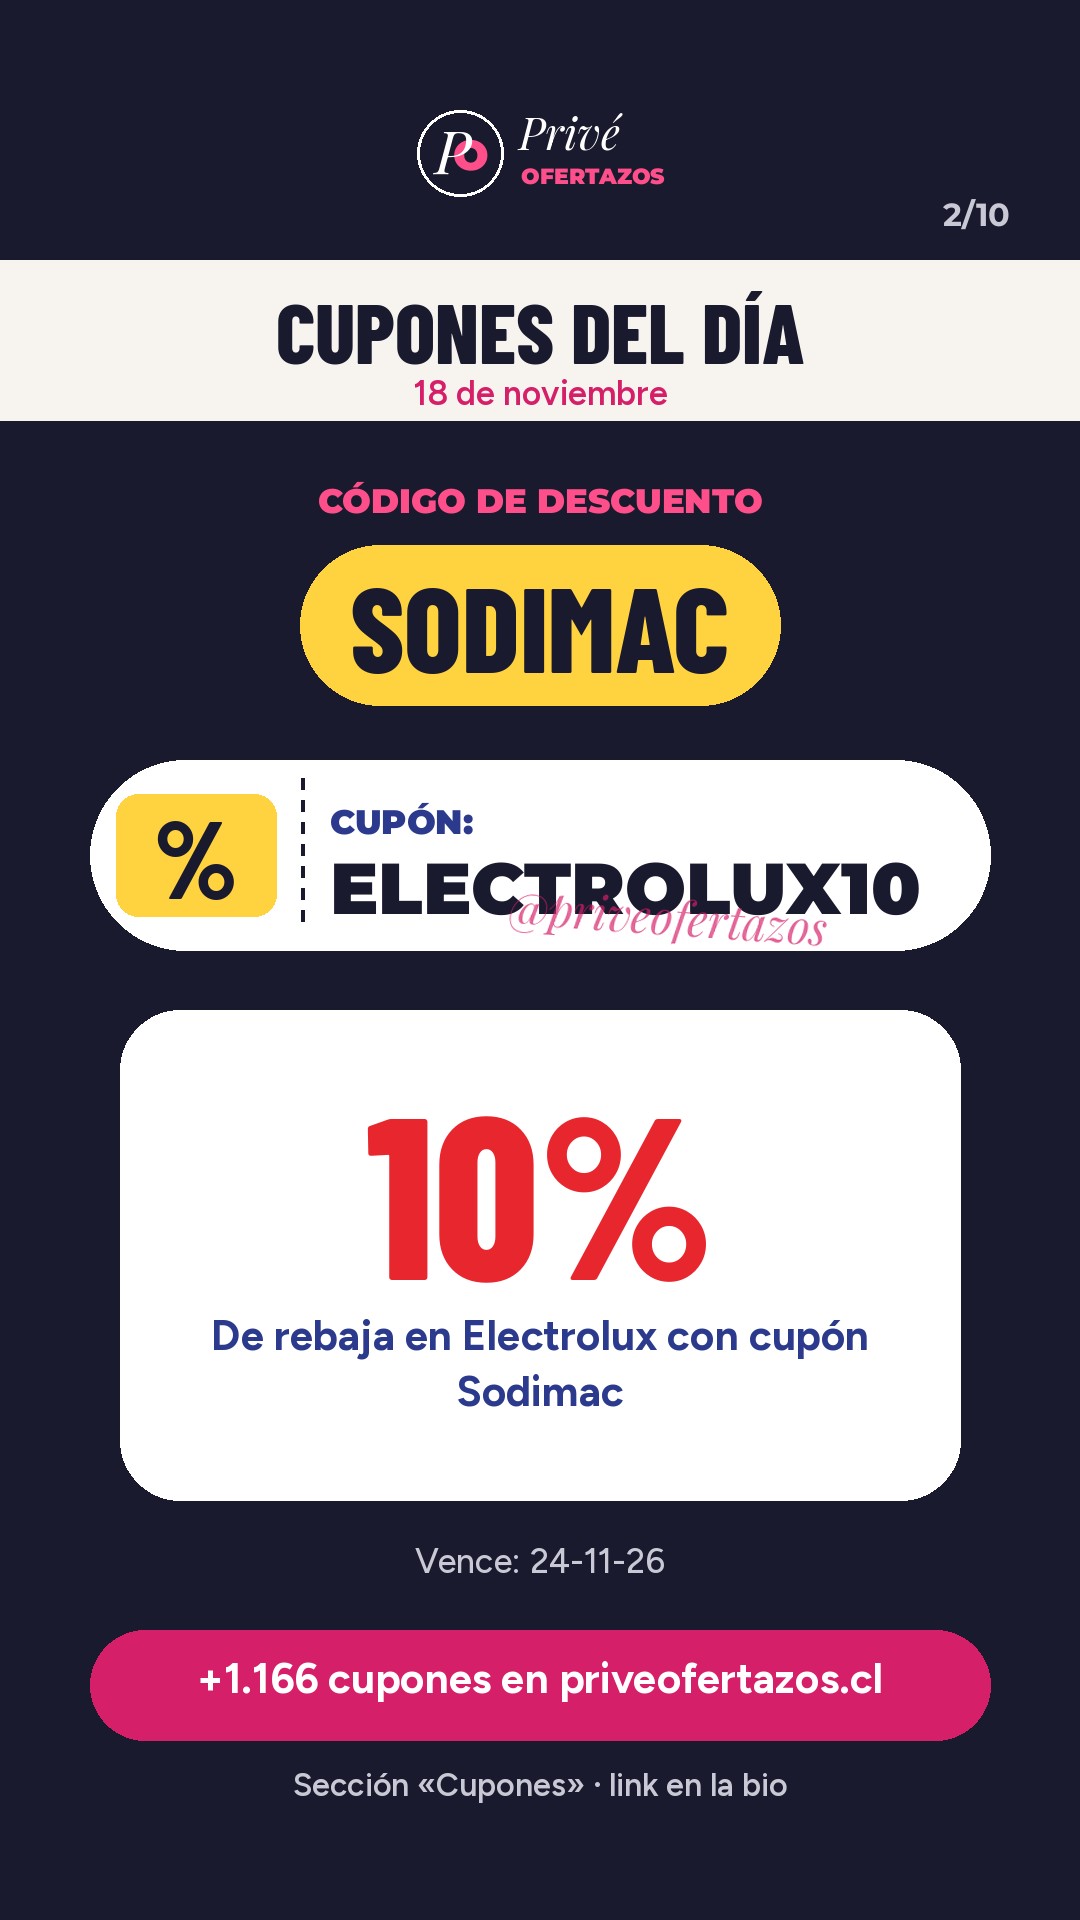 Po Privé
OFERTAZOS
2/10
CUPONES DEL DÍA
18 de noviembre
CÓDIGO DE DESCUENTO
SODIMAC
%
CUPÓN:
ELECTROLUX10
@priveofertazos
10%
De rebaja en Electrolux con cupón
Sodimac
Vence: 24-11-26
+1.166 cupones en priveofertazos.cl
Sección «Cupones» · link en la bio